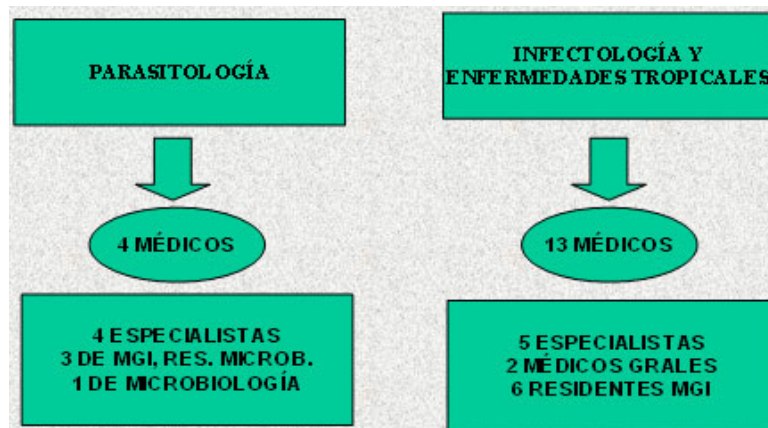 PARASITOLOGÍA
4 MÉDICOS
4 ESPECIALISTAS
3 DE MGI, RES. MICROB.
1 DE MICROBIOLOGÍA
INFECTOLOGÍA Y
ENFERMEDADES TROPICALES
13 MÉDICOS
5 ESPECIALISTAS
2 MÉDICOS GRALES
6 RESIDENTES MGI